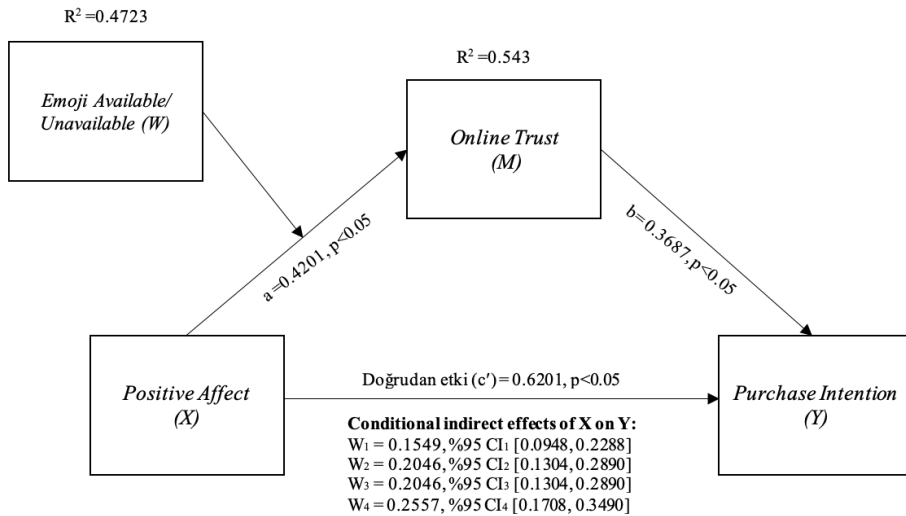 R² =0.4723
R² =0.543
Emoji Available/
Unavailable (W)
Online Trust
(M)
a =0.4201, p<0.05
b= 0.3687, p<0.05
Positive Affect
(X)
Doğrudan etki (c′) = 0.6201, p<0.05
Purchase Intention
(Y)
Conditional indirect effects of X on Y:
W₁ = 0.1549, %95 CI₁ [0.0948, 0.2288]
W₂ = 0.2046, %95 CI₂ [0.1304, 0.2890]
W₃ = 0.2046, %95 CI₃ [0.1304, 0.2890]
W₄ = 0.2557, %95 CI₄ [0.1708, 0.3490]